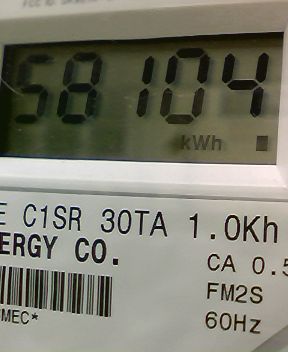 58104
kWh
E C1SR 30TA 1.0Kh
ERGY CO.
CA 0.5
FM2S
MEC*
60Hz